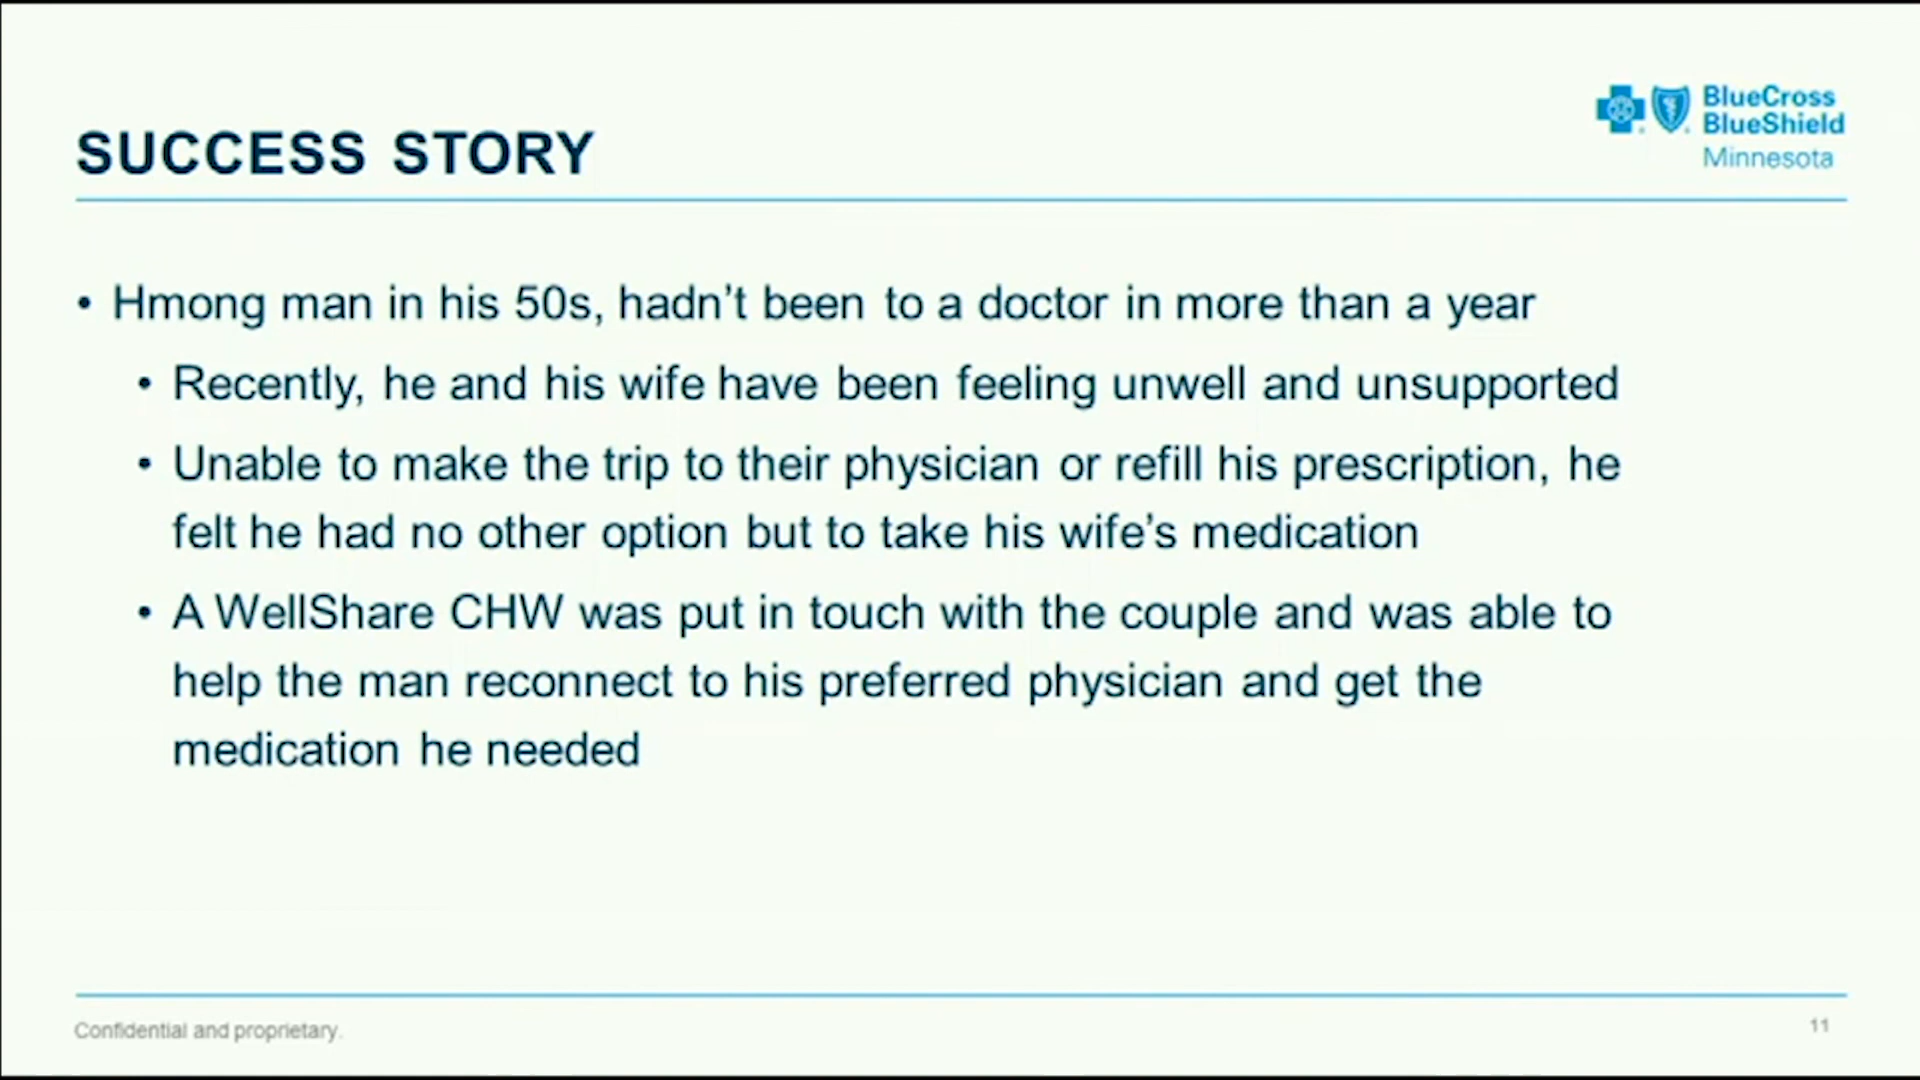 BlueCross
BlueShield
Minnesota
SUCCESS STORY
• Hmong man in his 50s, hadn’t been to a doctor in more than a year
• Recently, he and his wife have been feeling unwell and unsupported
• Unable to make the trip to their physician or refill his prescription, he
felt he had no other option but to take his wife’s medication
• A WellShare CHW was put in touch with the couple and was able to
help the man reconnect to his preferred physician and get the
medication he needed
Confidential and proprietary.
11